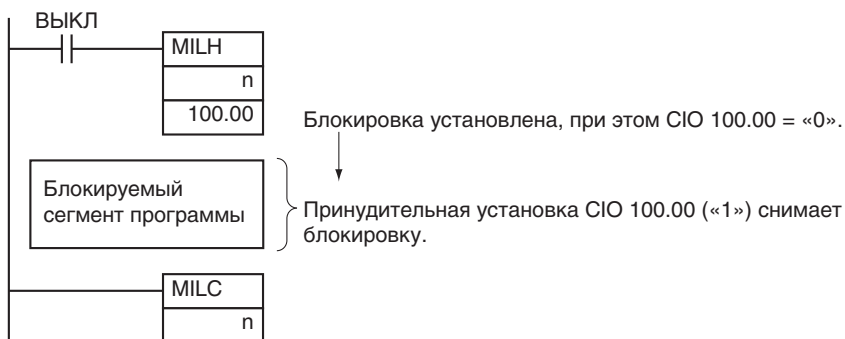 ВЫКЛ
MILH
n
100.00
Блокировка установлена, при этом CIO 100.00 = «0».
Блокируемый
сегмент программы
Принудительная установка CIO 100.00 («1») снимает
блокировку.
MILC
n